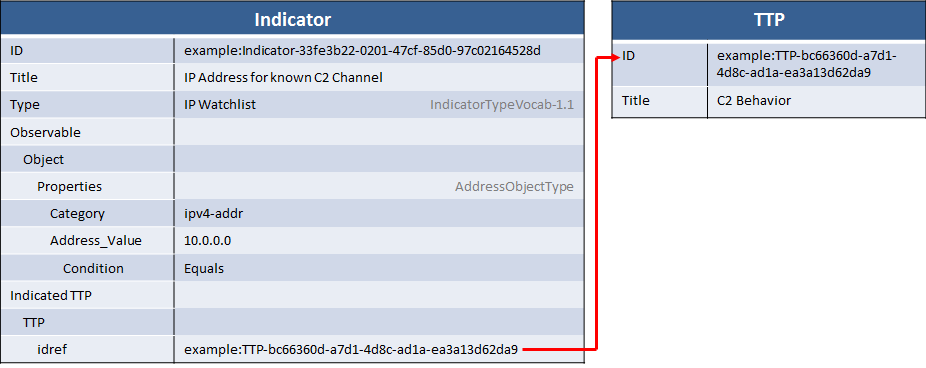 Indicator
ID example:Indicator-33fe3b22-0201-47cf-85d0-97c02164528d
Title IP Address for known C2 Channel
Type IP Watchlist IndicatorTypeVocab-1.1
Observable
Object
Properties AddressObjectType
Category ipv4-addr
Address_Value 10.0.0.0
Condition Equals
Indicated TTP
TTP
idref example:TTP-bc66360d-a7d1-4d8c-ad1a-ea3a13d62da9
TTP
ID example:TTP-bc66360d-a7d1-
4d8c-ad1a-ea3a13d62da9
Title C2 Behavior